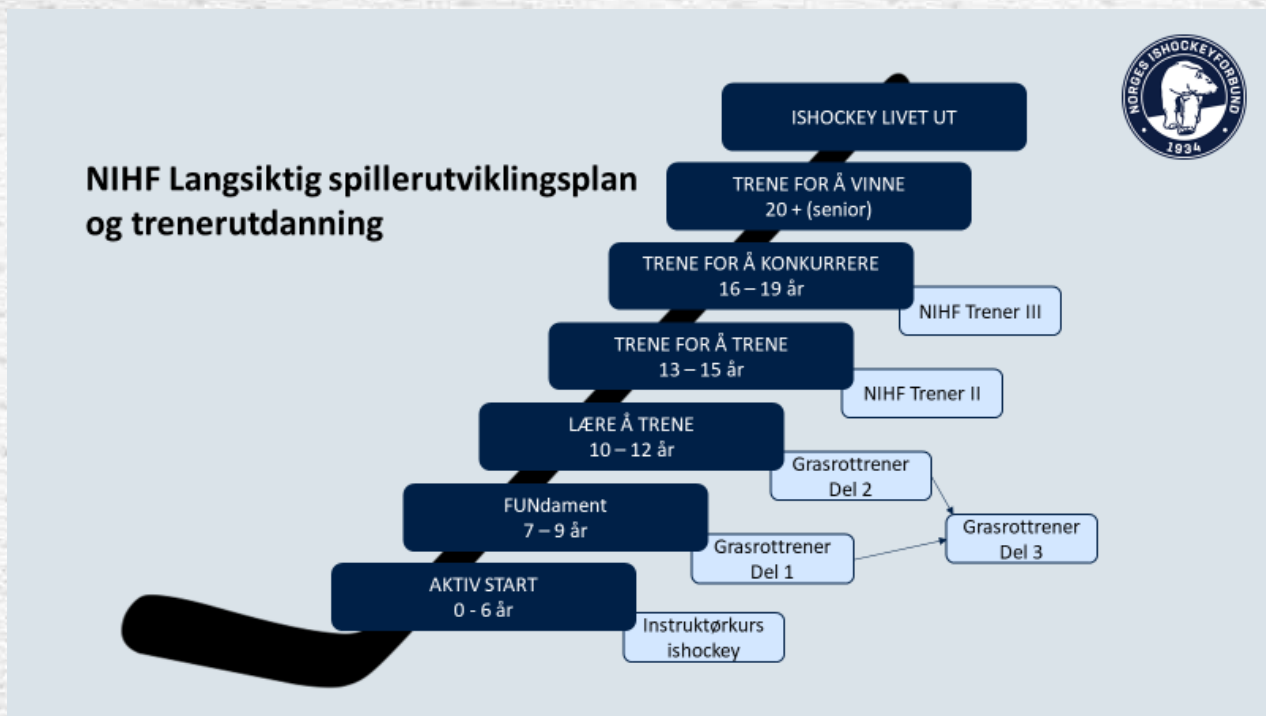 NORGES ISHOCKEYFORBUND
1934
NIHF Langsiktig spillerutviklingsplan
og trenerutdanning
ISHOCKEY LIVET UT
TRENE FOR Å VINNE
20 + (senior)
TRENE FOR Å KONKURRERE
16 – 19 år
NIHF Trener III
TRENE FOR Å TRENE
13 – 15 år
NIHF Trener II
LÆRE Å TRENE
10 – 12 år
Grasrottrener
Del 2
FUNdament
7 – 9 år
Grasrottrener
Del 1
Grasrottrener
Del 3
AKTIV START
0 - 6 år
Instruktørkurs
ishockey